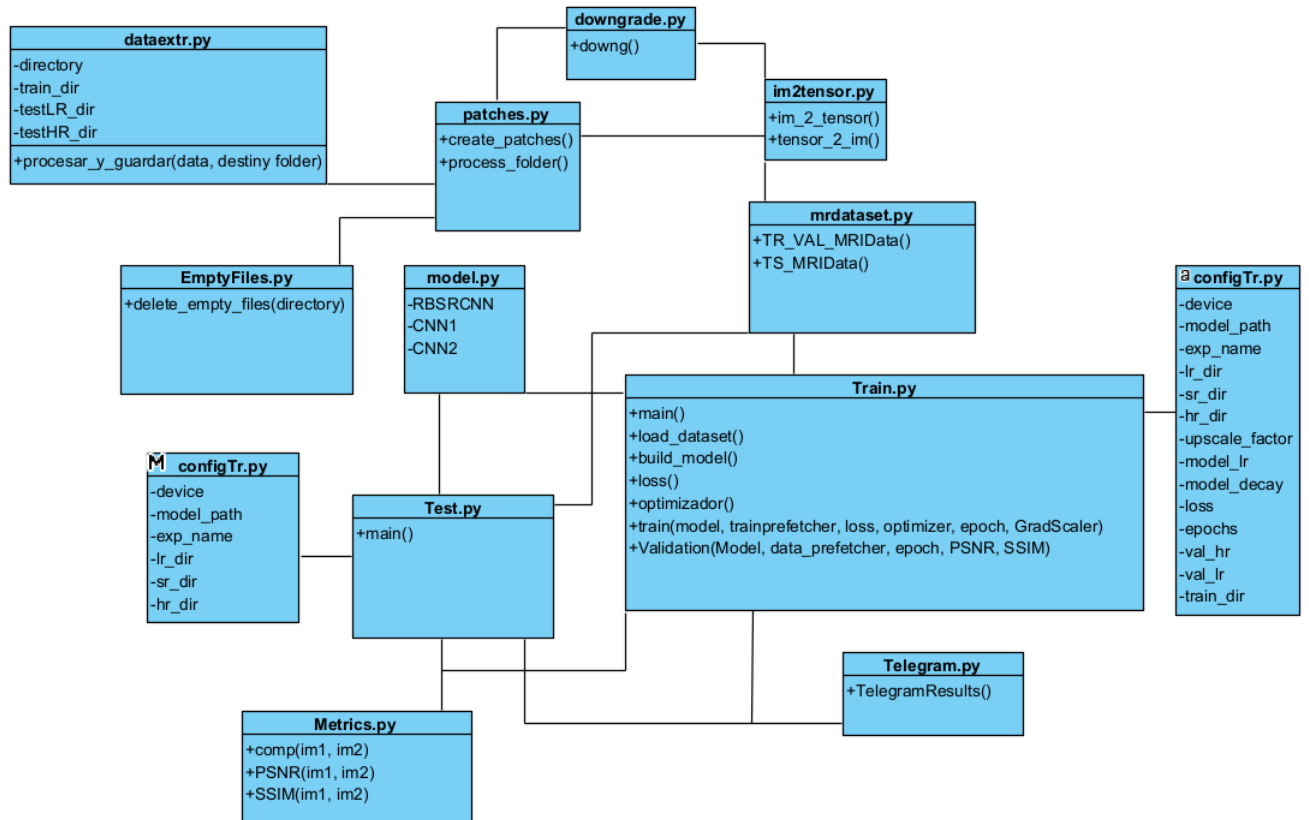 downgrade.py
+downg()
dataextr.py
-directory
-train_dir
-testLR_dir
-testHR_dir
+procesar_y_guardar(data, destiny folder)
patches.py
+create_patches()
+process_folder()
im2tensor.py
+im_2_tensor()
+tensor_2_im()
mrdataset.py
+TR_VAL_MRIData()
+TS_MRIData()
EmptyFiles.py
+delete_empty_files(directory)
model.py
-RBSRCNN
-CNN1
-CNN2
a configTr.py
-device
-model_path
-exp_name
-lr_dir
-sr_dir
-hr_dir
-upscale_factor
-model_lr
-model_decay
-loss
-epochs
-val_hr
-val_lr
-train_dir
Train.py
+main()
+load_dataset()
+build_model()
+loss()
+optimizador()
+train(model, trainprefetcher, loss, optimizer, epoch, GradScaler)
+Validation(Model, data_prefetcher, epoch, PSNR, SSIM)
M configTr.py
-device
-model_path
-exp_name
-lr_dir
-sr_dir
-hr_dir
Test.py
+main()
Telegram.py
+TelegramResults()
Metrics.py
+comp(im1, im2)
+PSNR(im1, im2)
+SSIM(im1, im2)